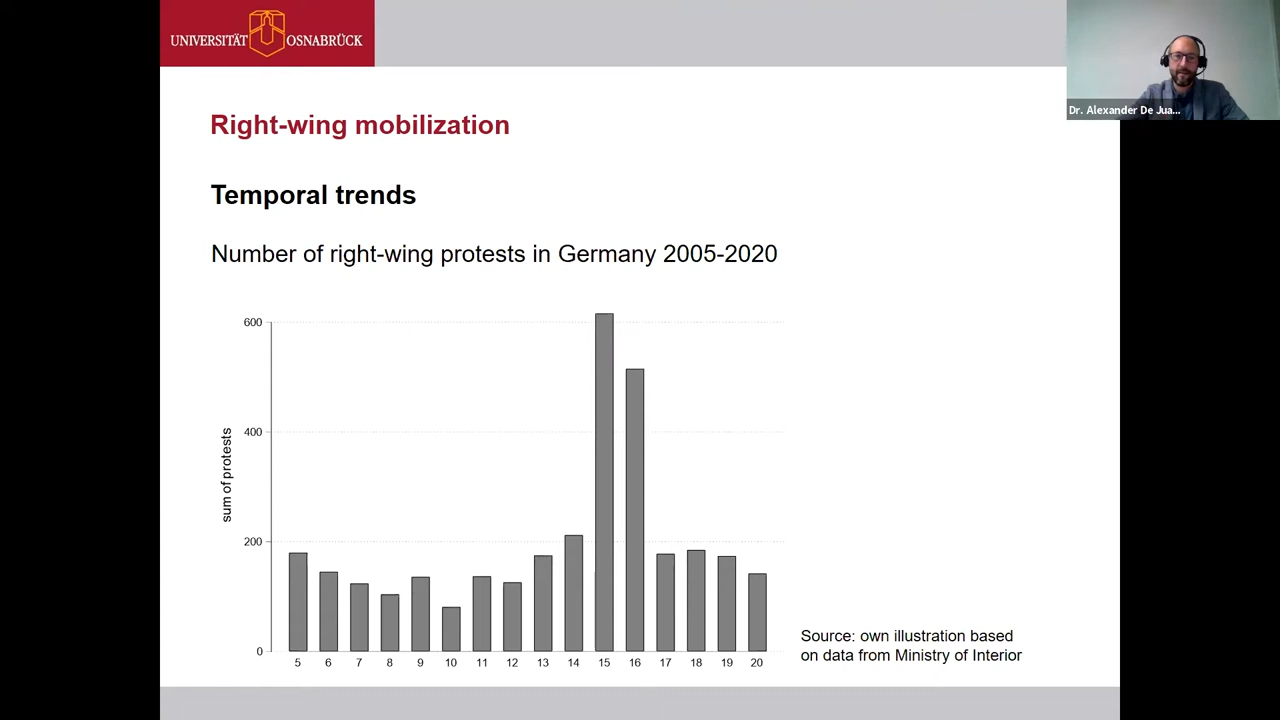 UNIVERSITÄT OSNABRÜCK
Dr. Alexander De Jua...
Right-wing mobilization
Temporal trends
Number of right-wing protests in Germany 2005-2020
sum of protests
600
400
200
0
5 6 7 8 9 10 11 12 13 14 15 16 17 18 19 20
Source: own illustration based
on data from Ministry of Interior